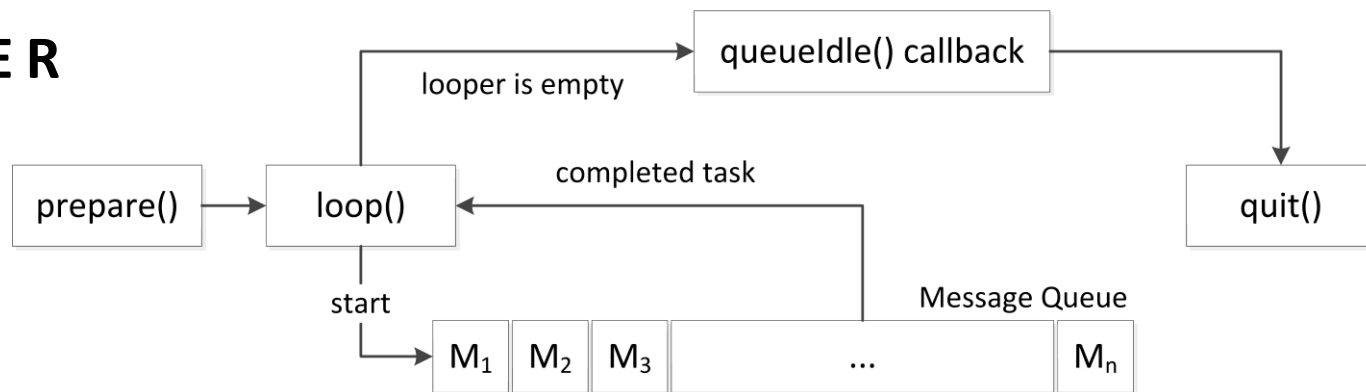 E R
queueIdle() callback
looper is empty
completed task
prepare()
loop()
quit()
start
Message Queue
M₁ M₂ M₃ ... Mₙ